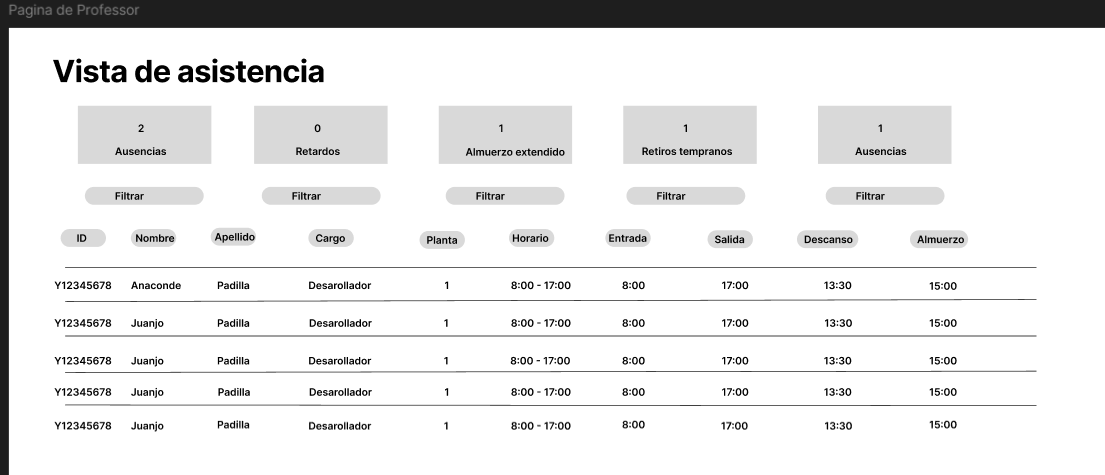 Pagina de Professor
Vista de asistencia
2 0 1 1 1
Ausencias Retardos Almuerzo extendido Retiros tempranos Ausencias
Filtrar Filtrar Filtrar Filtrar Filtrar
ID Nombre Apellido Cargo Planta Horario Entrada Salida Descanso Almuerzo
Y12345678 Anaconde Padilla Desarollador 1 8:00 - 17:00 8:00 17:00 13:30 15:00
Y12345678 Juanjo Padilla Desarollador 1 8:00 - 17:00 8:00 17:00 13:30 15:00
Y12345678 Juanjo Padilla Desarollador 1 8:00 - 17:00 8:00 17:00 13:30 15:00
Y12345678 Juanjo Padilla Desarollador 1 8:00 - 17:00 8:00 17:00 13:30 15:00
Y12345678 Juanjo Padilla Desarollador 1 8:00 - 17:00 8:00 17:00 13:30 15:00